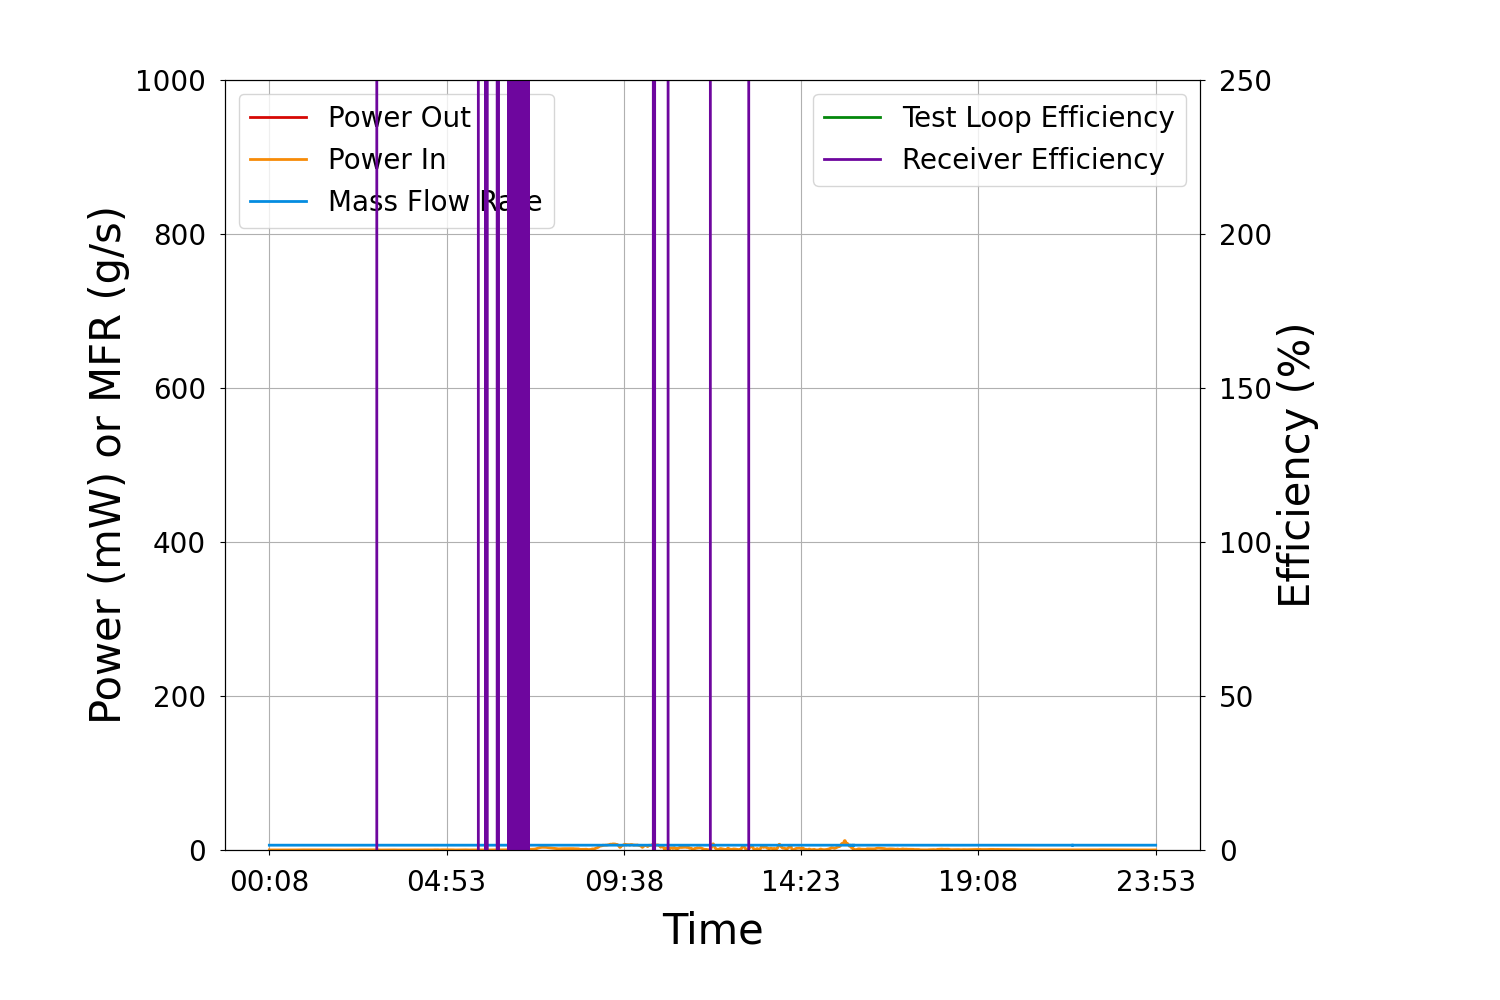 Power Out
Power In
Mass Flow Rate
Test Loop Efficiency
Receiver Efficiency
1000
800
600
400
200
0
Power (mW) or MFR (g/s)
250
200
150
100
50
0
Efficiency (%)
00:08 04:53 09:38 14:23 19:08 23:53
Time